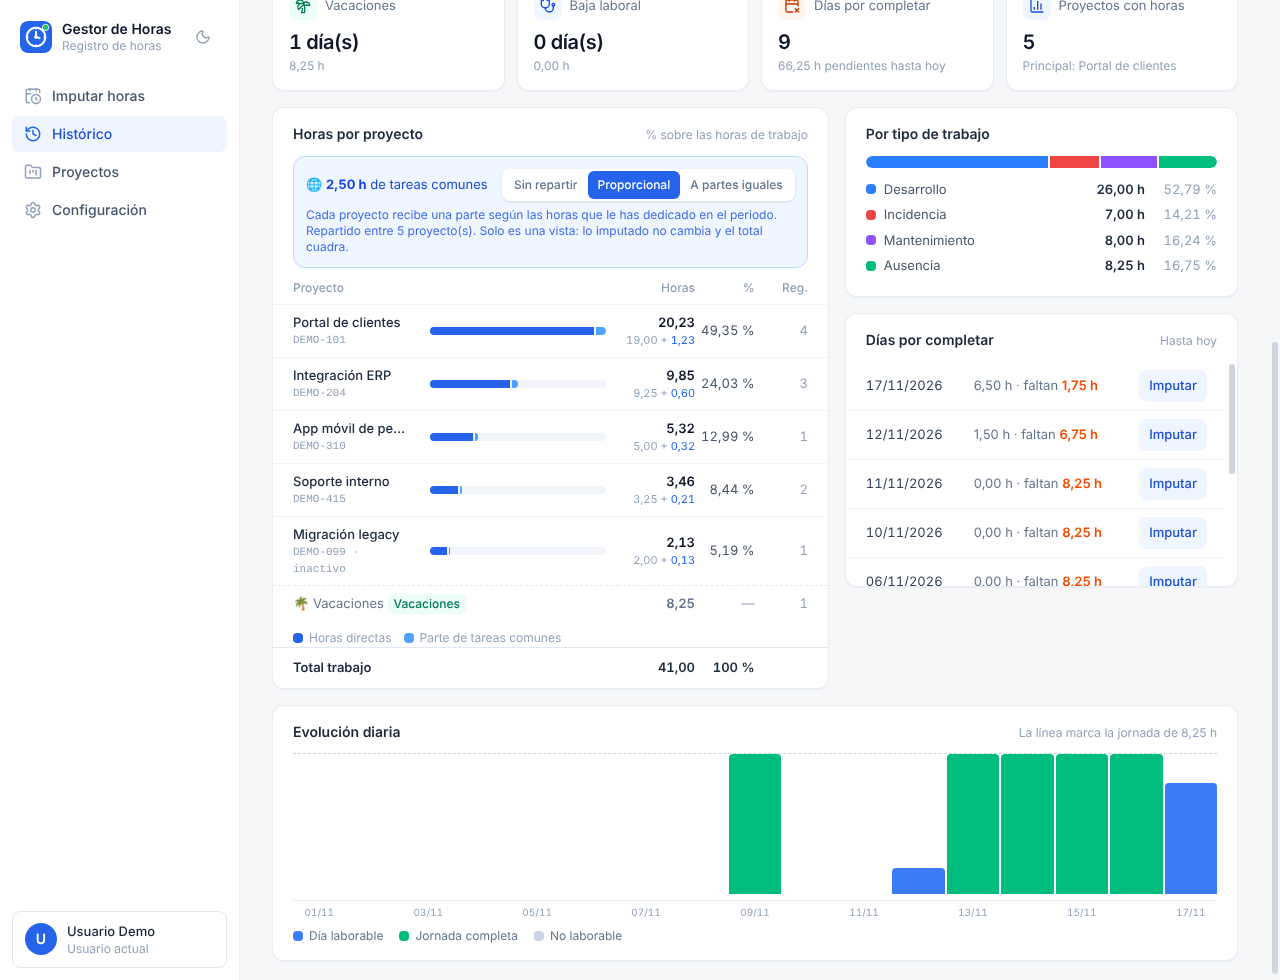 Gestor de Horas
Registro de horas
Imputar horas
Histórico
Proyectos
Configuración
U
Usuario Demo
Usuario actual
Vacaciones
1 día(s)
8,25 h
Baja laboral
0 día(s)
0,00 h
Días por completar
9
66,25 h pendientes hasta hoy
Proyectos con horas
5
Principal: Portal de clientes
Horas por proyecto
% sobre las horas de trabajo
2,50 h de tareas comunes
Sin repartir
Proporcional
A partes iguales
Cada proyecto recibe una parte según las horas que le has dedicado en el periodo.
Repartido entre 5 proyecto(s). Solo es una vista: lo imputado no cambia y el total
cuadra.
Proyecto Horas % Reg.
Portal de clientes 20,23 49,35 % 4
DEMO-101 19,00 + 1,23
Integración ERP 9,85 24,03 % 3
DEMO-204 9,25 + 0,60
App móvil de pe... 5,32 12,99 % 1
DEMO-310 5,00 + 0,32
Soporte interno 3,46 8,44 % 2
DEMO-415 3,25 + 0,21
Migración legacy 2,13 5,19 % 1
DEMO-099 · 2,00 + 0,13
inactivo
Vacaciones Vacaciones 8,25 — 1
Horas directas Parte de tareas comunes
Total trabajo 41,00 100 %
Por tipo de trabajo
Desarrollo 26,00 h 52,79 %
Incidencia 7,00 h 14,21 %
Mantenimiento 8,00 h 16,24 %
Ausencia 8,25 h 16,75 %
Días por completar Hasta hoy
17/11/2026 6,50 h · faltan 1,75 h Imputar
12/11/2026 1,50 h · faltan 6,75 h Imputar
11/11/2026 0,00 h · faltan 8,25 h Imputar
10/11/2026 0,00 h · faltan 8,25 h Imputar
06/11/2026 0,00 h · faltan 8,25 h Imputar
Evolución diaria
La línea marca la jornada de 8,25 h
01/11 03/11 05/11 07/11 09/11 11/11 13/11 15/11 17/11
Día laborable Jornada completa No laborable